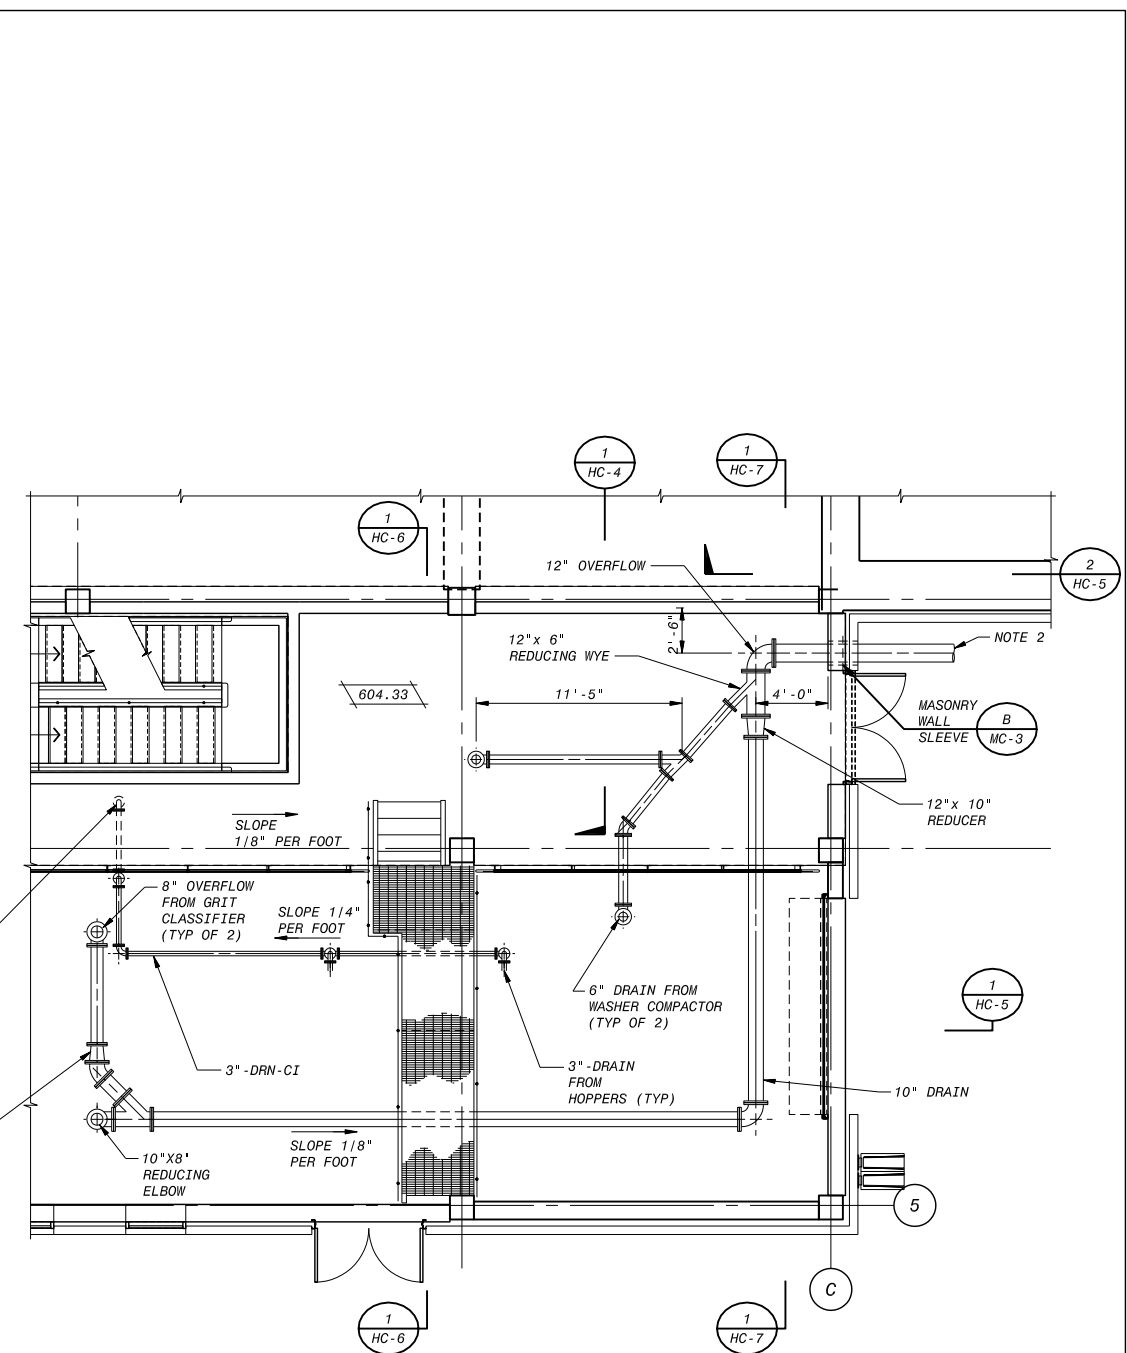 1
HC-4
1
HC-7
1
HC-6
2
HC-5
12" OVERFLOW
12"x 6"
REDUCING WYE
2'-6"
NOTE 2
604.33
11'-5"
4'-0"
MASONRY
WALL
SLEEVE
B
MC-3
SLOPE
1/8" PER FOOT
12"x 10"
REDUCER
8" OVERFLOW
FROM GRIT
CLASSIFIER
(TYP OF 2)
SLOPE 1/4"
PER FOOT
6" DRAIN FROM
WASHER COMPACTOR
(TYP OF 2)
1
HC-5
3"-DRN-CI
3"-DRAIN
FROM
HOPPERS (TYP)
10" DRAIN
10"X8'
REDUCING
ELBOW
SLOPE 1/8"
PER FOOT
5
C
1
HC-6
1
HC-7